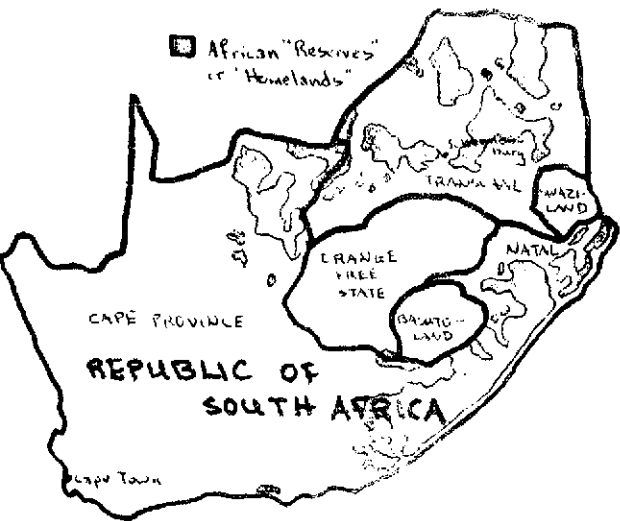 African "Reserves"
or "Homelands"
TRANSVAAL
SWAZI-
LAND
NATAL
ORANGE
FREE
STATE
BASUTO-
LAND
CAPE PROVINCE
REPUBLIC OF
SOUTH AFRICA
Cape Town